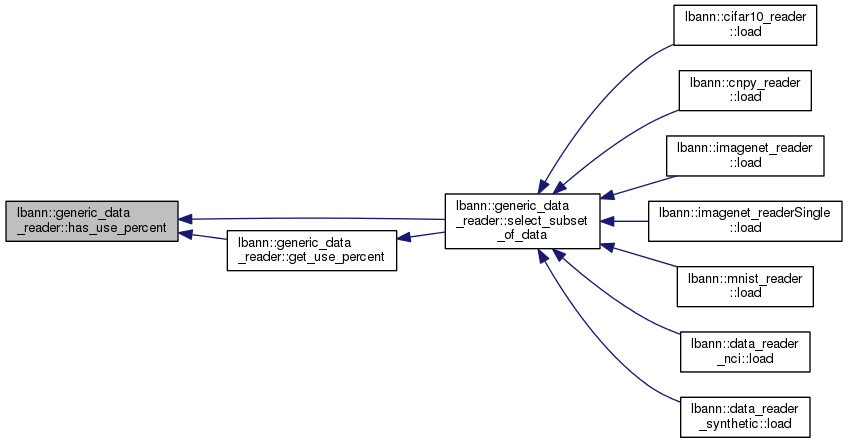 lbann::cifar10_reader
::load
lbann::cnpy_reader
::load
lbann::imagenet_reader
::load
lbann::generic_data
_reader::has_use_percent
lbann::generic_data
_reader::get_use_percent
lbann::generic_data
_reader::select_subset
_of_data
lbann::imagenet_readerSingle
::load
lbann::mnist_reader
::load
lbann::data_reader
_nci::load
lbann::data_reader
_synthetic::load